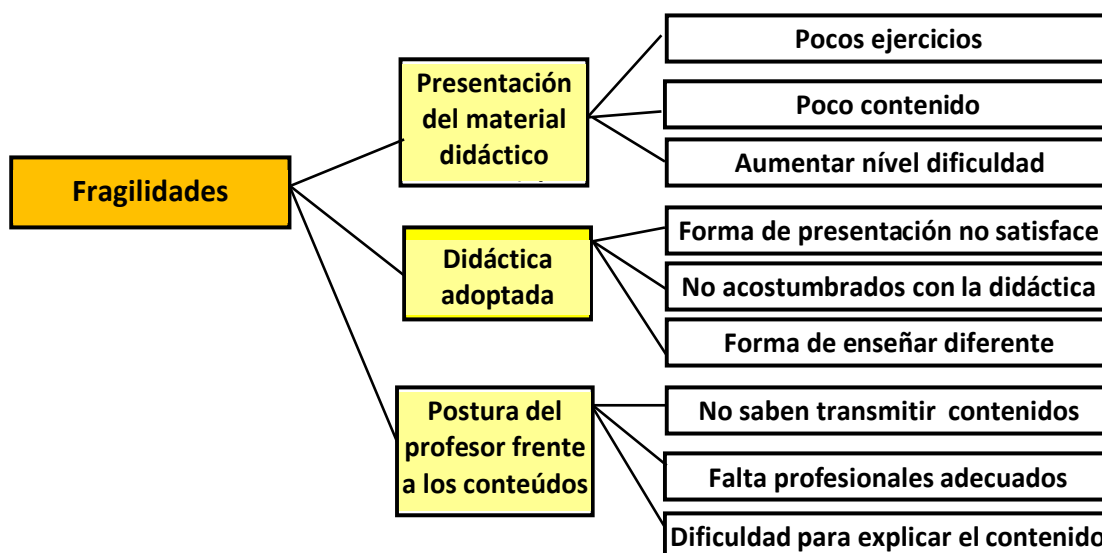 Fragilidades
Presentación
del material
didáctico
Pocos ejercicios
Poco contenido
Aumentar nível dificuldad
Didáctica
adoptada
Forma de presentación no satisface
No acostumbrados con la didáctica
Forma de enseñar diferente
Postura del
profesor frente
a los conteúdos
No saben transmitir contenidos
Falta profesionales adecuados
Dificuldad para explicar el contenido